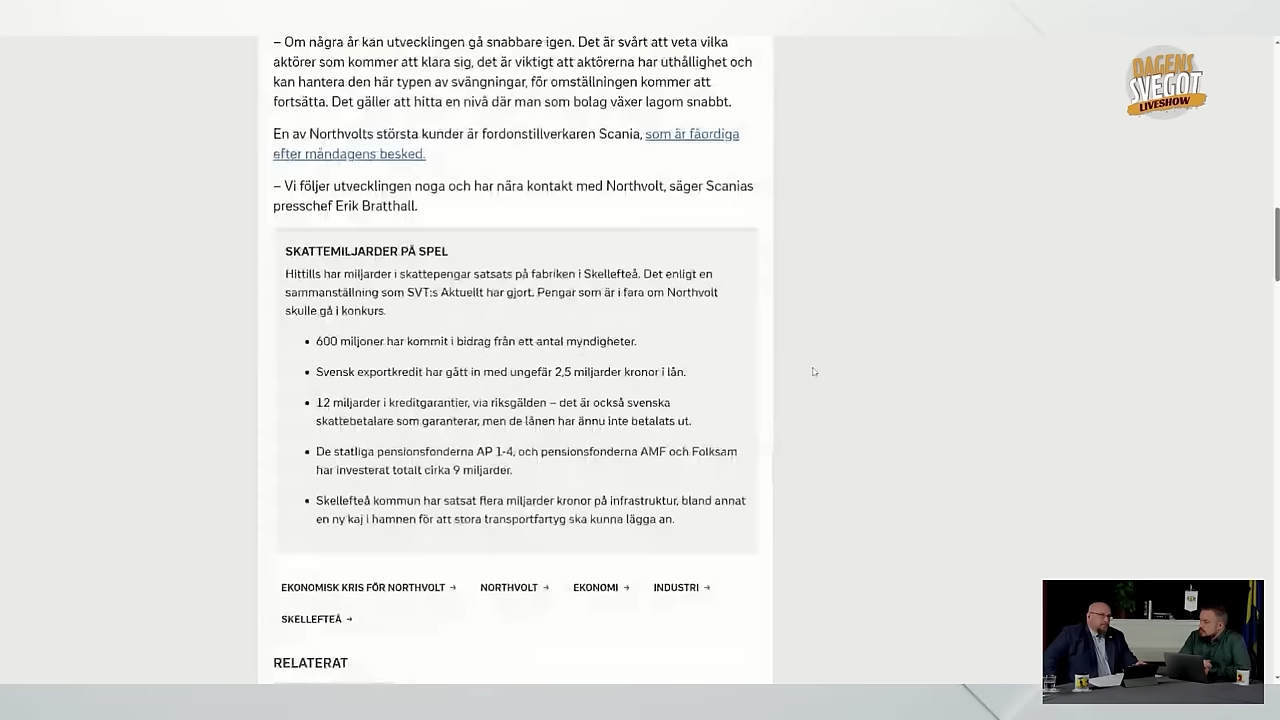 – Om några år kan utvecklingen gå snabbare igen. Det är svårt att veta vilka
aktörer som kommer att klara sig, det är viktigt att aktörerna har uthållighet och
kan hantera den här typen av svängningar, för omställningen kommer att
fortsätta. Det gäller att hitta en nivå där man som bolag växer lagom snabbt.
En av Northvolts största kunder är fordonstillverkaren Scania, som är fåordiga
efter måndagens besked.
– Vi följer utvecklingen noga och har nära kontakt med Northvolt, säger Scanias
presschef Erik Bratthall.
SKATTEMILJARDER PÅ SPEL
Hittills har miljarder i skattepengar satsats på fabriken i Skellefteå. Det enligt en
sammanställning som SVT:s Aktuellt har gjort. Pengar som är i fara om Northvolt
skulle gå i konkurs.
• 600 miljoner har kommit i bidrag från ett antal myndigheter.
• Svensk exportkredit har gått in med ungefär 2,5 miljarder kronor i lån.
• 12 miljarder i kreditgarantier, via riksgälden – det är också svenska
skattebetalare som garanterar, men de lånen har ännu inte betalats ut.
• De statliga pensionsfonderna AP 1-4, och pensionsfonderna AMF och Folksam
har investerat totalt cirka 9 miljarder.
• Skellefteå kommun har satsat flera miljarder kronor på infrastruktur, bland annat
en ny kaj i hamnen för att stora transportfartyg ska kunna lägga an.
EKONOMISK KRIS FÖR NORTHVOLT → NORTHVOLT → EKONOMI → INDUSTRI →
SKELLEFTEÅ →
RELATERAT
DAGENS
SVEGOT
LIVESHOW